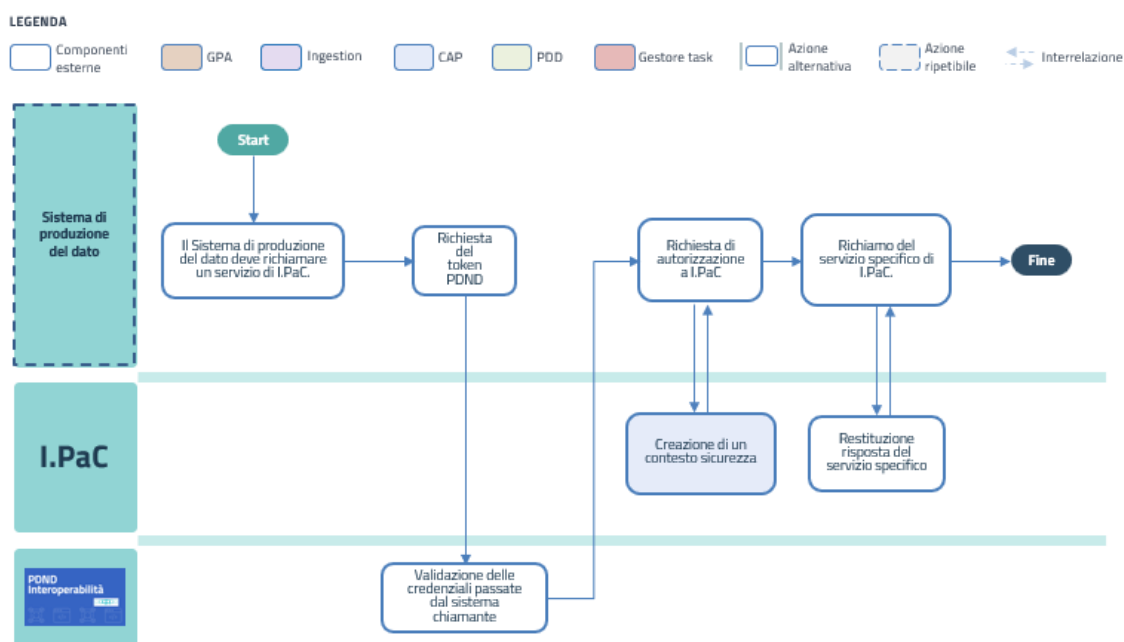 LEGENDA
Componenti
esterne
GPA
Ingestion
CAP
PDD
Gestore task
Azione
alternativa
Azione
ripetibile
Interrelazione
Sistema di
produzione
del dato
Start
Il Sistema di produzione
del dato deve richiamare
un servizio di I.PaC.
Richiesta
del
token
PDND
Richiesta di
autorizzazione
a I.PaC
Richiamo del
servizio specifico di
I.PaC.
Fine
I.PaC
Creazione di un
contesto sicurezza
Restituzione
risposta del
servizio specifico
PDND
Interoperabilità
Validazione delle
credenziali passate
dal sistema
chiamante